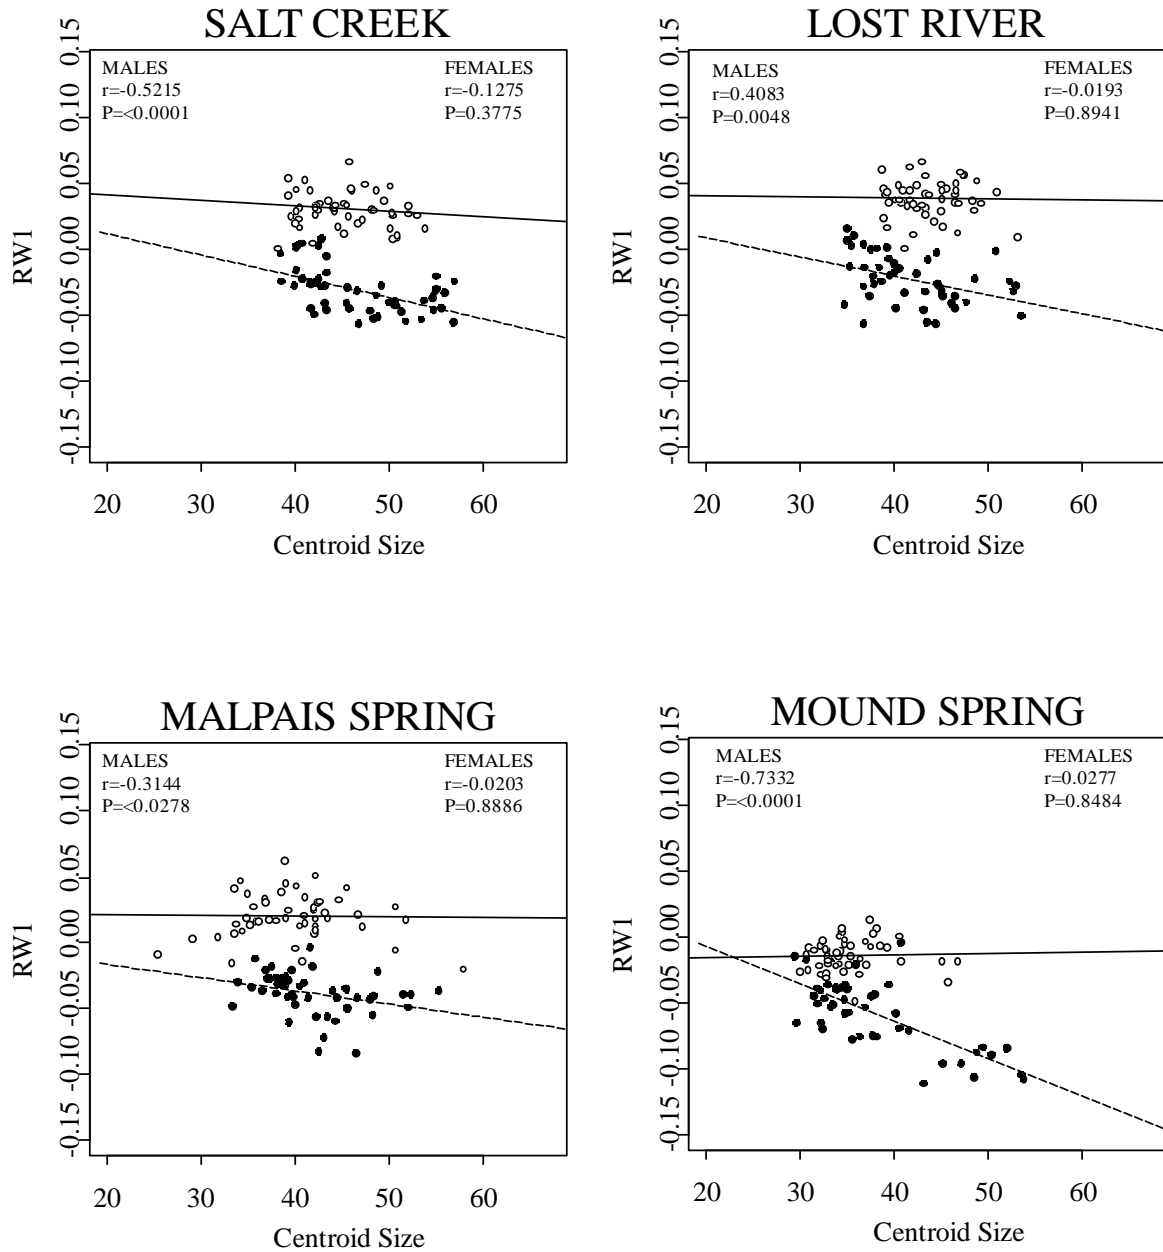 SALT CREEK
MALES
r=-0.5215
P=<0.0001
FEMALES
r=-0.1275
P=0.3775
RW1
0.15
0.10
0.05
0.00
-0.05
-0.10
-0.15
20 30 40 50 60
Centroid Size
LOST RIVER
MALES
r=0.4083
P=0.0048
FEMALES
r=-0.0193
P=0.8941
RW1
0.15
0.10
0.05
0.00
-0.05
-0.10
-0.15
20 30 40 50 60
Centroid Size
MALPAIS SPRING
MALES
r=-0.3144
P=<0.0278
FEMALES
r=-0.0203
P=0.8886
RW1
0.15
0.10
0.05
0.00
-0.05
-0.10
-0.15
20 30 40 50 60
Centroid Size
MOUND SPRING
MALES
r=-0.7332
P=<0.0001
FEMALES
r=0.0277
P=0.8484
RW1
0.15
0.10
0.05
0.00
-0.05
-0.10
-0.15
20 30 40 50 60
Centroid Size